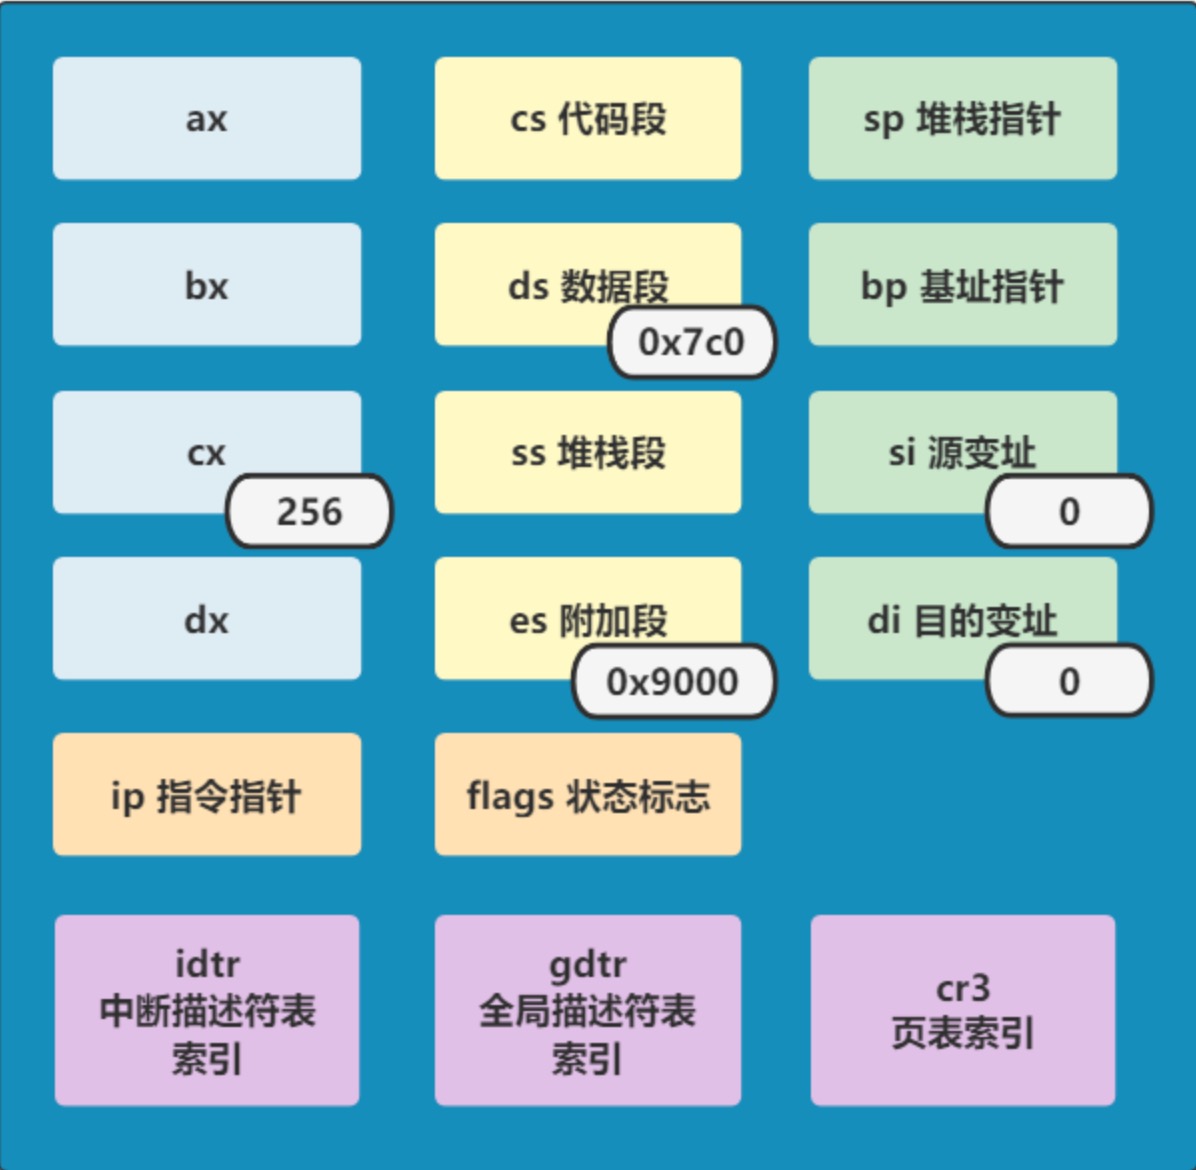 ax
cs 代码段
sp 堆栈指针
bx
ds 数据段
0x7c0
bp 基址指针
cx
256
ss 堆栈段
si 源变址
0
dx
es 附加段
0x9000
di 目的变址
0
ip 指令指针
flags 状态标志
idtr
中断描述符表
索引
gdtr
全局描述符表
索引
cr3
页表索引